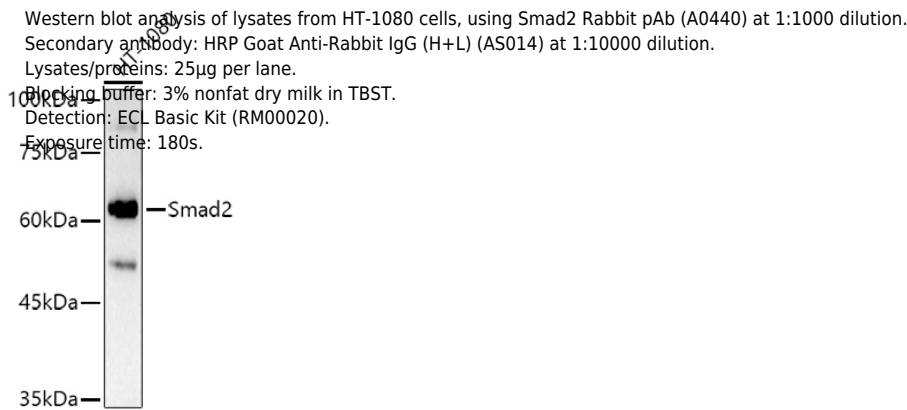 Western blot analysis of lysates from HT-1080 cells, using Smad2 Rabbit pAb (A0440) at 1:1000 dilution.
Secondary antibody: HRP Goat Anti-Rabbit IgG (H+L) (AS014) at 1:10000 dilution.
Lysates/proteins: 25μg per lane.
Blocking buffer: 3% nonfat dry milk in TBST.
Detection: ECL Basic Kit (RM00020).
Exposure time: 180s.
HT-1080
100kDa
75kDa
60kDa
Smad2
45kDa
35kDa